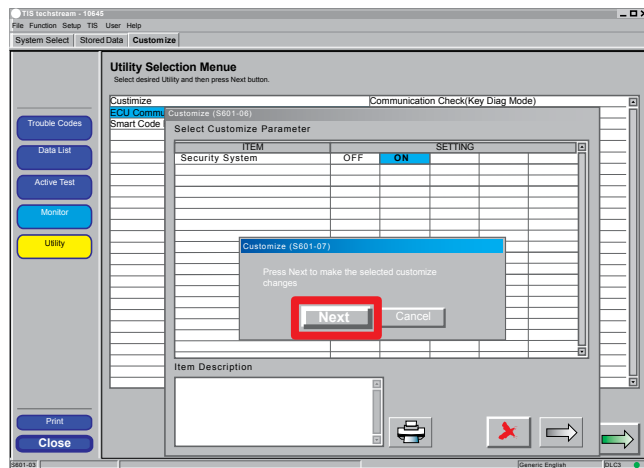 TIS techstream - 10645
File Function Setup TIS User Help
System Select Stored Data Customize
Utility Selection Menue
Select desired Utility and then press Next button.
Custimize Communication Check(Key Diag Mode)
ECU Commu
Smart Code
Customize (S601-06)
Select Customize Parameter
ITEM SETTING
Security System OFF ON
Trouble Codes
Data List
Active Test
Monitor
Utility
Customize (S601-07)
Press Next to make the selected customize
changes
Next Cancel
Item Description
Print
Close
S601-03 Generic English DLC3